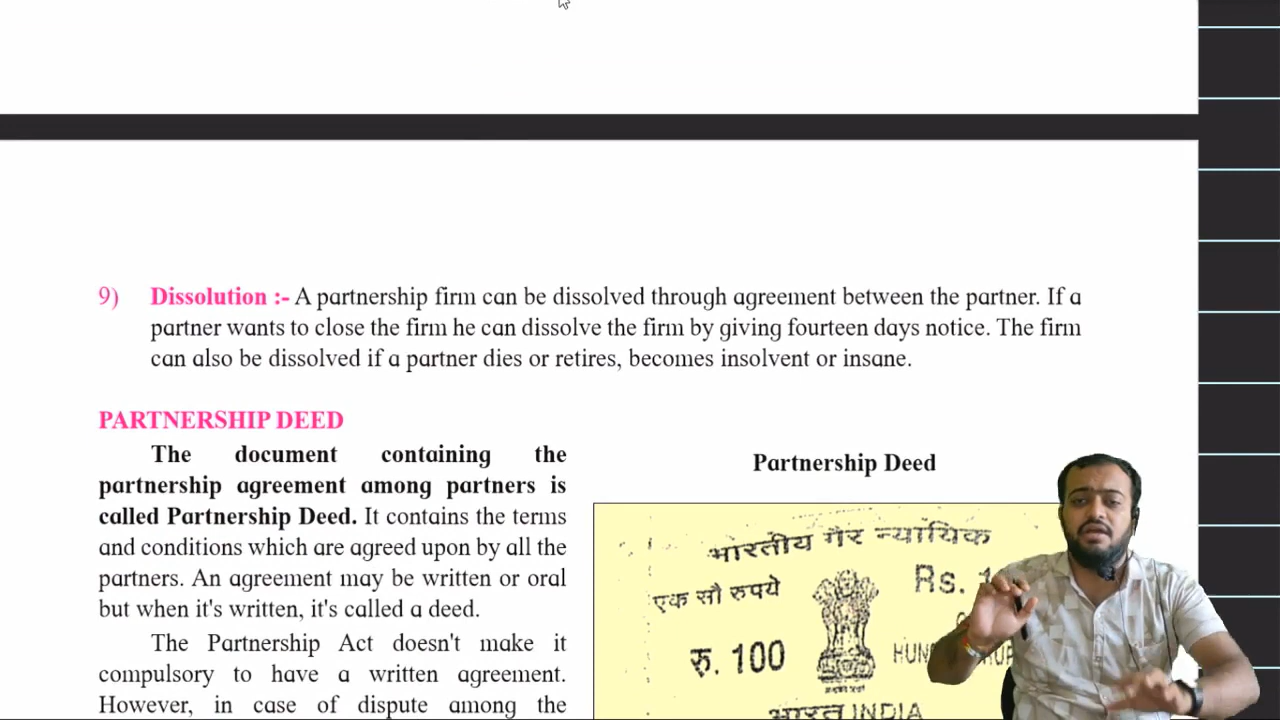 9) Dissolution :- A partnership firm can be dissolved through agreement between the partner. If a
partner wants to close the firm he can dissolve the firm by giving fourteen days notice. The firm
can also be dissolved if a partner dies or retires, becomes insolvent or insane.
PARTNERSHIP DEED
The document containing the
partnership agreement among partners is
called Partnership Deed. It contains the terms
and conditions which are agreed upon by all the
partners. An agreement may be written or oral
but when it's written, it's called a deed.
The Partnership Act doesn't make it
compulsory to have a written agreement.
However, in case of dispute among the
Partnership Deed
भारतीय गैर न्यायिक
एक सौ रुपये
Rs.
रु. 100
भारत INDIA